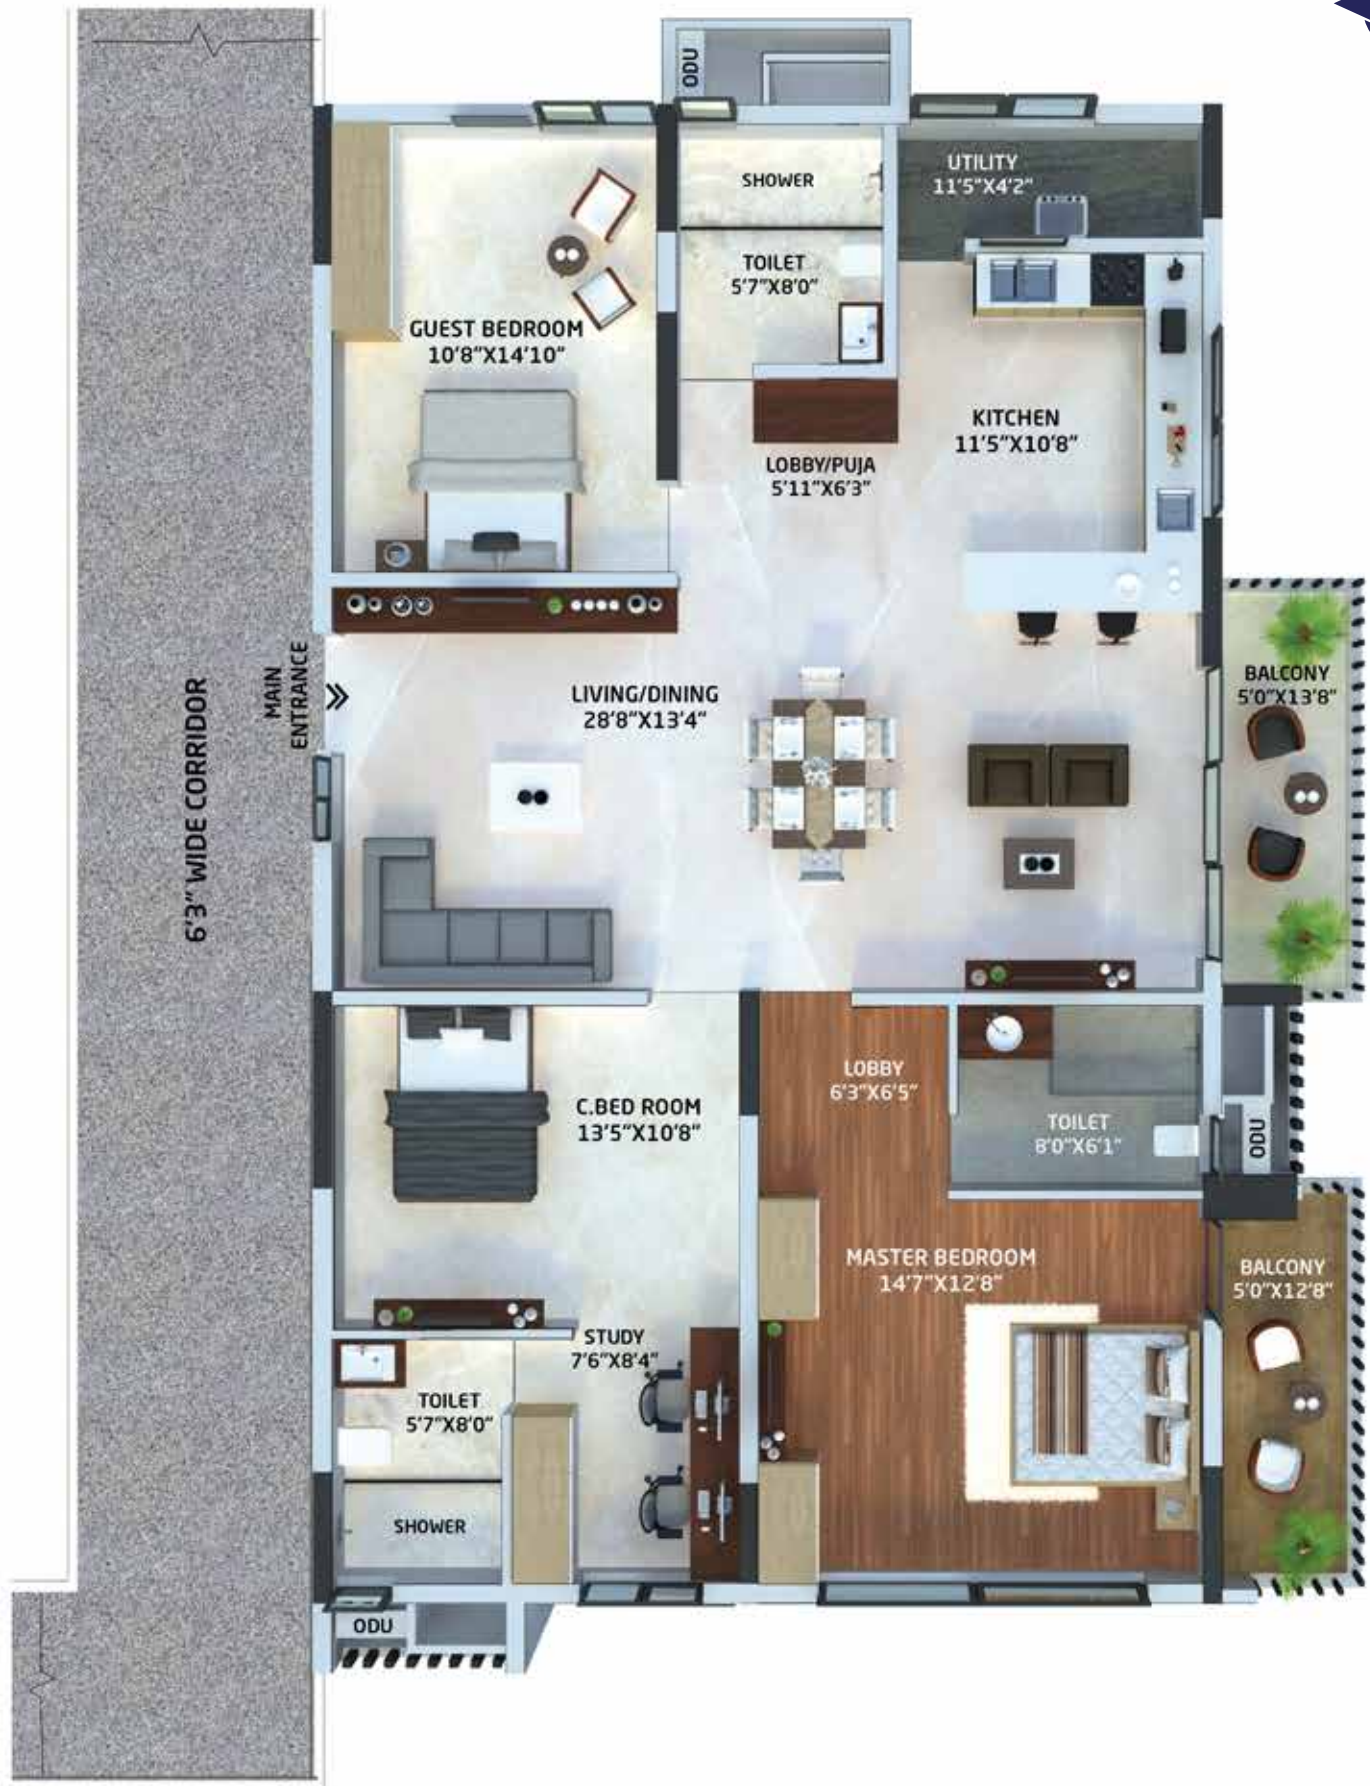 ODU
SHOWER
UTILITY
11'5"X4'2"
TOILET
5'7"X8'0"
GUEST BEDROOM
10'8"X14'10"
KITCHEN
11'5"X10'8"
LOBBY/PUJA
5'11"X6'3"
MAIN
ENTRANCE
LIVING/DINING
28'8"X13'4"
BALCONY
5'0"X13'8"
6'3" WIDE CORRIDOR
LOBBY
6'3"X6'5"
C.BED ROOM
13'5"X10'8"
TOILET
8'0"X6'1"
ODU
MASTER BEDROOM
14'7"X12'8"
BALCONY
5'0"X12'8"
STUDY
7'6"X8'4"
TOILET
5'7"X8'0"
SHOWER
ODU